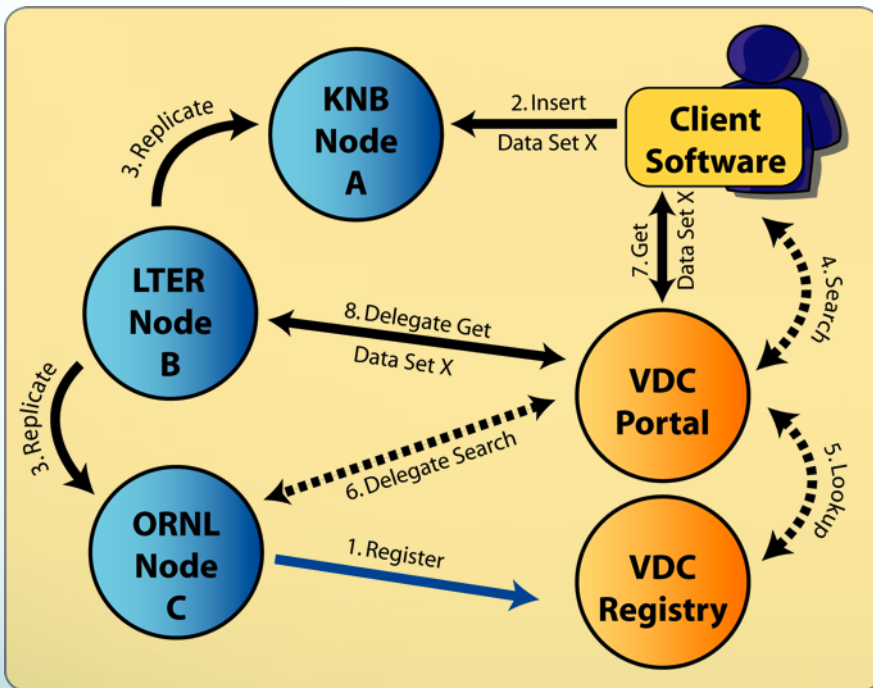 KNB
Node
A
2. Insert
Data Set X
Client
Software
3. Replicate
7. Get
Data Set X
4. Search
LTER
Node
B
8. Delegate Get
Data Set X
VDC
Portal
3. Replicate
6. Delegate Search
5. Lookup
ORNL
Node
C
1. Register
VDC
Registry